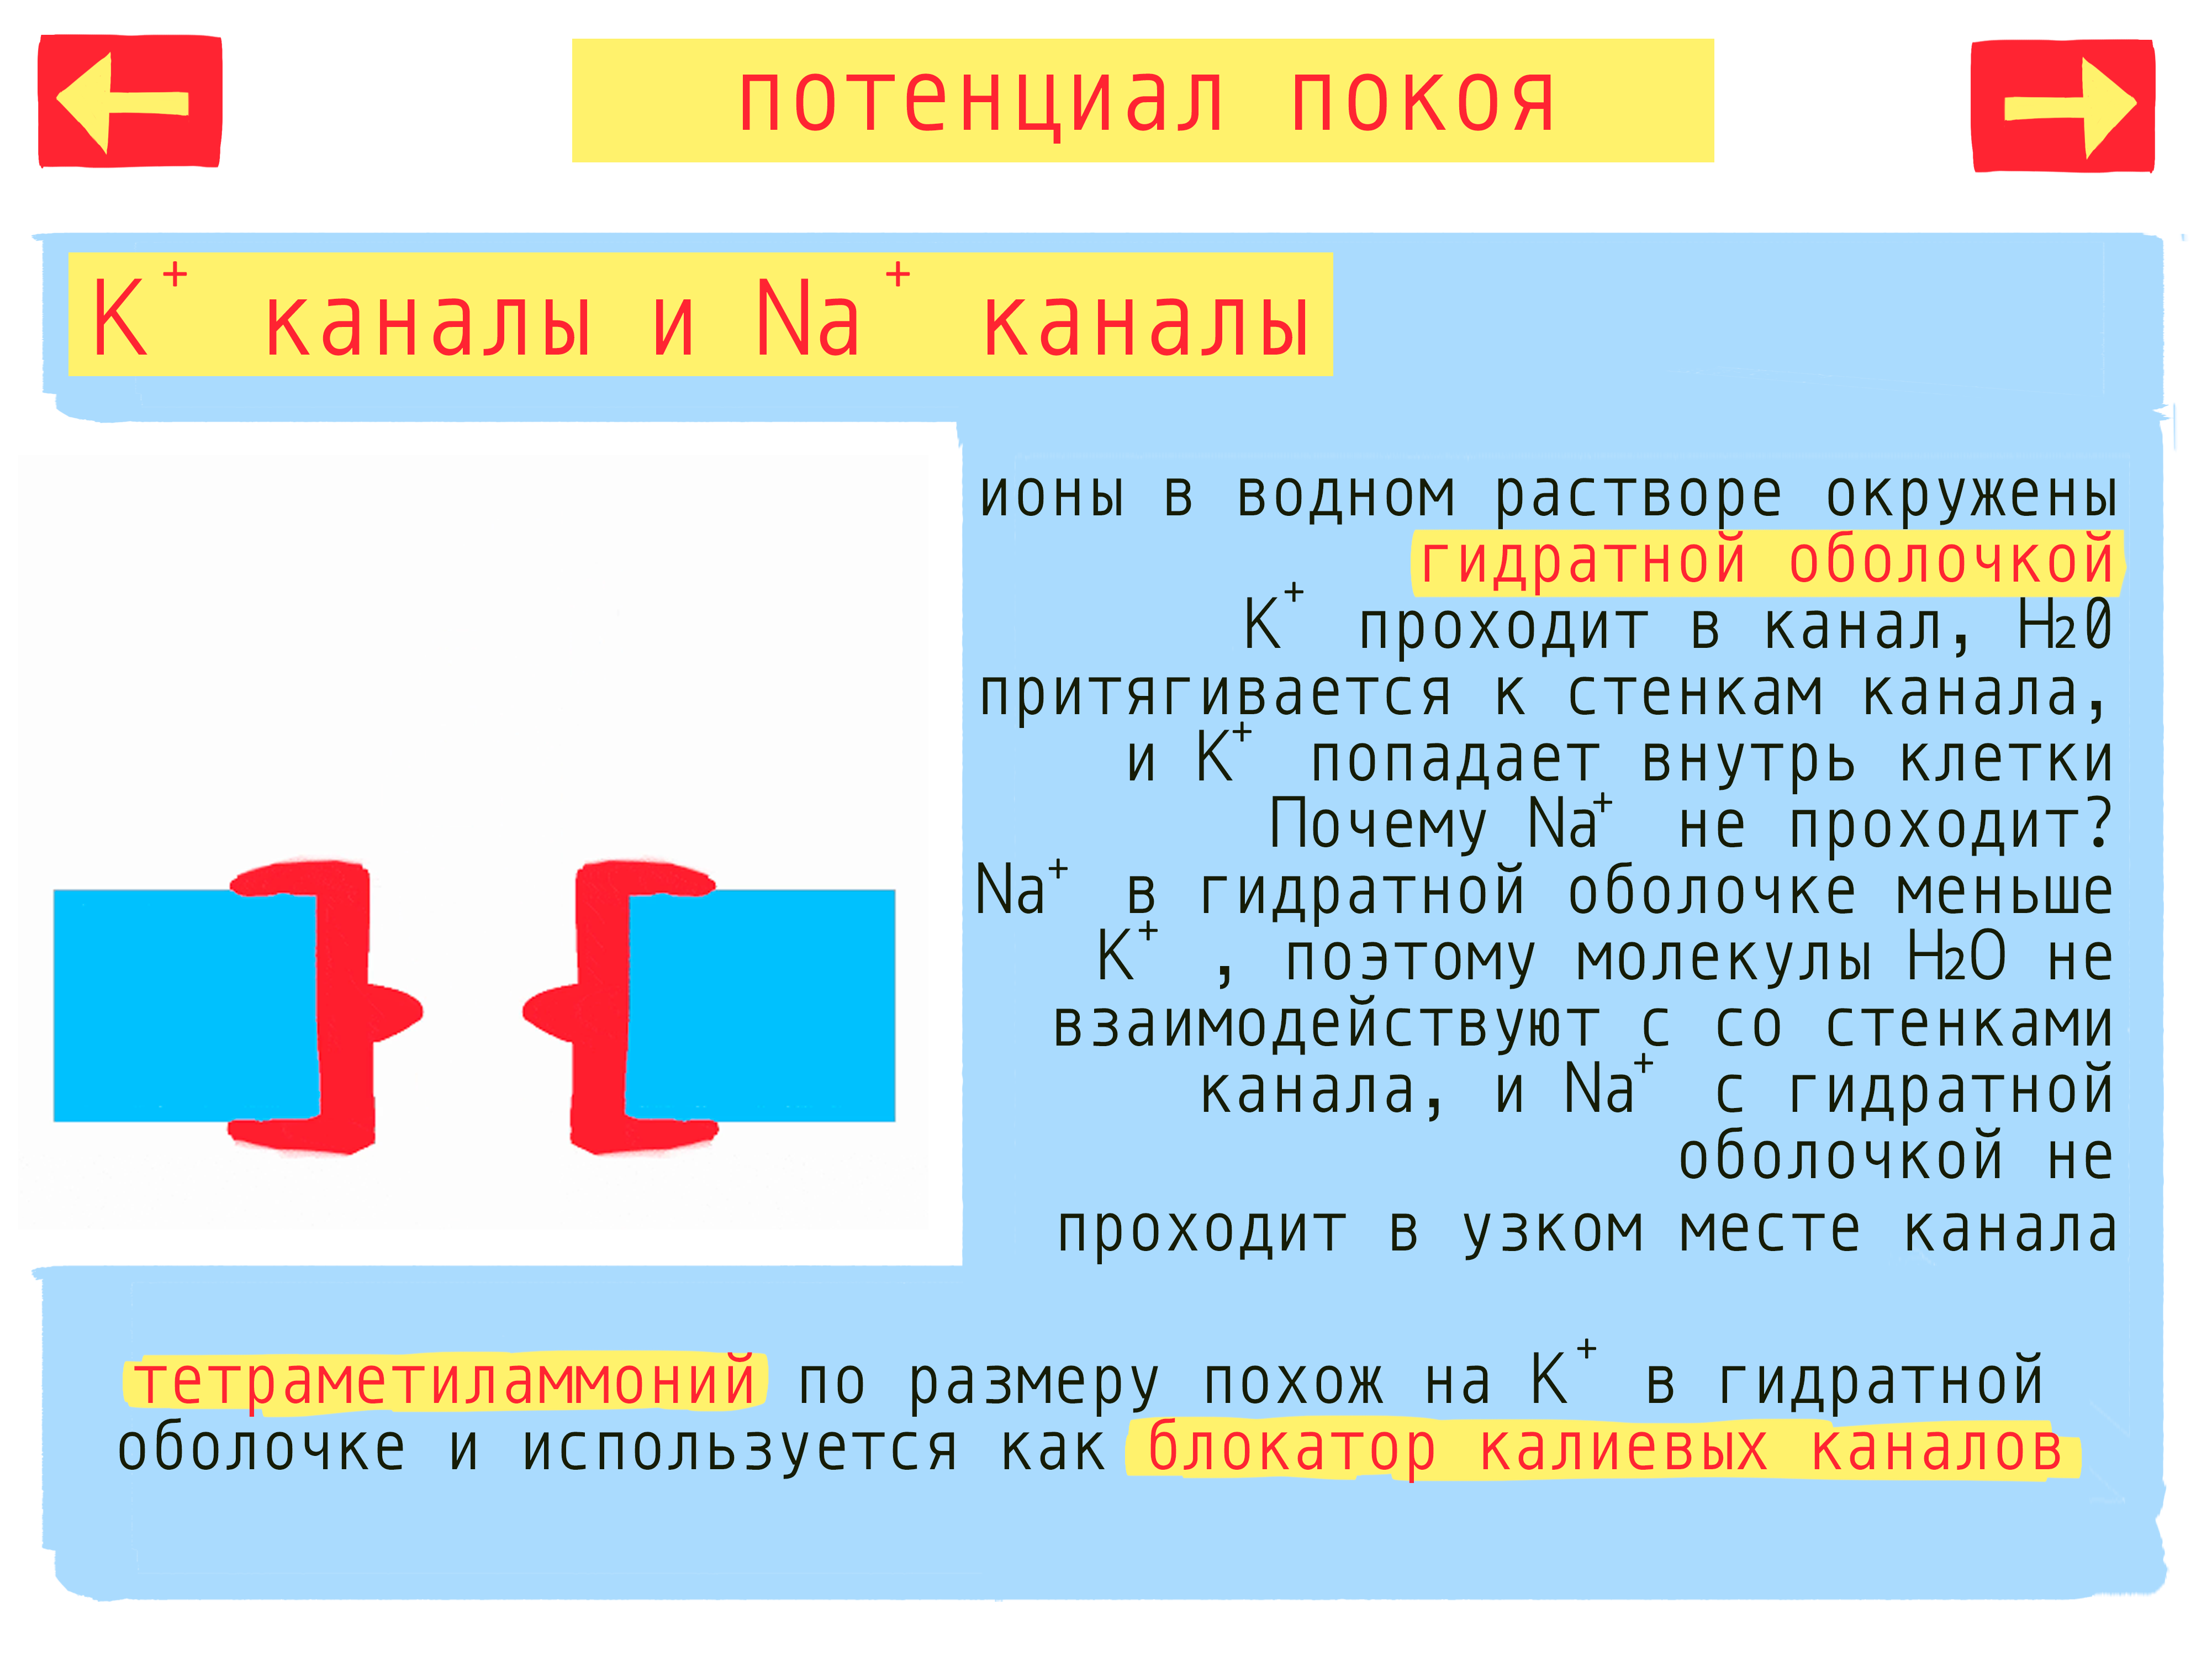 потенциал покоя
K⁺ каналы и Na⁺ каналы
ионы в водном растворе окружены
гидратной оболочкой
K⁺ проходит в канал, H₂0
притягивается к стенкам канала,
и K⁺ попадает внутрь клетки
Почему Na⁺ не проходит?
Na⁺ в гидратной оболочке меньше
K⁺ , поэтому молекулы H₂O не
взаимодействуют с со стенками
канала, и Na⁺ с гидратной
оболочкой не
проходит в узком месте канала
тетраметиламмоний по размеру похож на K⁺ в гидратной
оболочке и используется как блокатор калиевых каналов